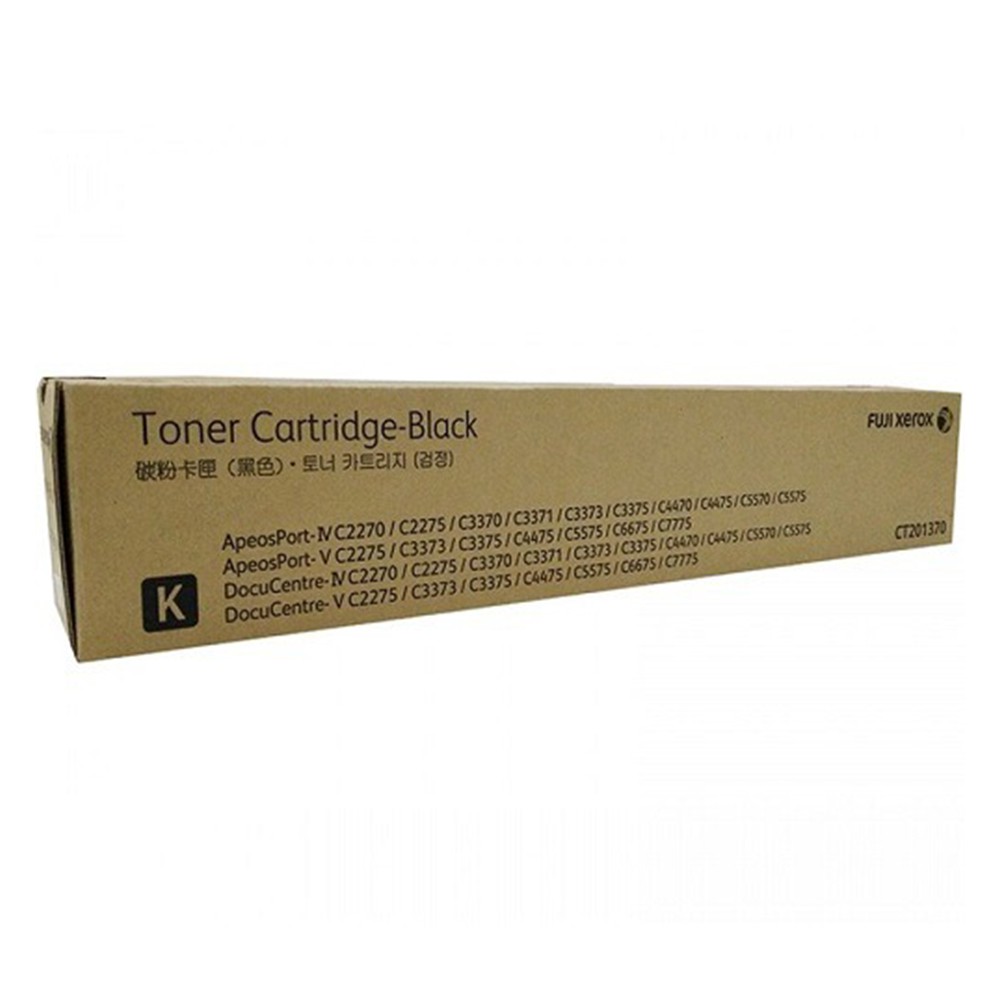 Toner Cartridge-Black
FUJI xerox
碳粉卡匣（黑色）· 토너 카트리지 (검정)
ApeosPort-Ⅳ C2270 / C2275 / C3370 / C3371 / C3373 / C3375 / C4470 / C4475 / C5570 / C5575
ApeosPort-Ⅴ C2275 / C3373 / C3375 / C4475 / C5575 / C6675 / C7775
DocuCentre-Ⅳ C2270 / C2275 / C3370 / C3371 / C3373 / C3375 / C4470 / C4475 / C5570 / C5575
DocuCentre-Ⅴ C2275 / C3373 / C3375 / C4475 / C5575 / C6675 / C7775
CT201370
K